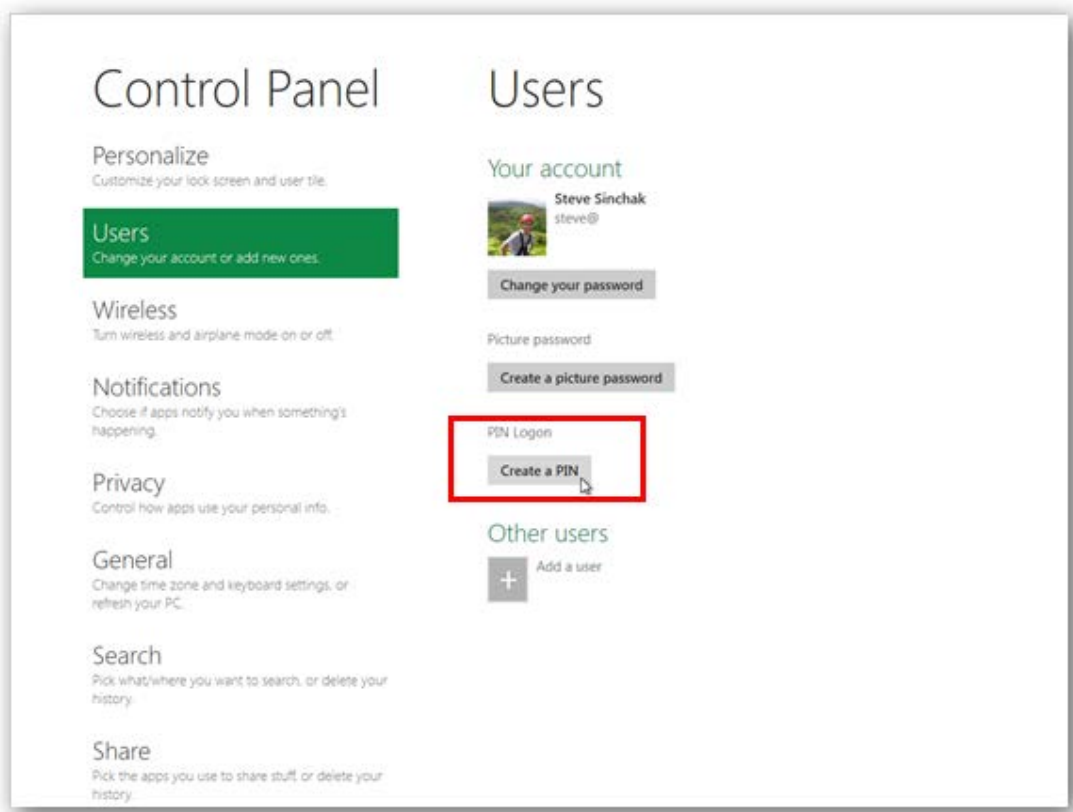 Control Panel
Personalize
Customize your lock screen and user tile.
Users
Change your account or add new ones.
Wireless
Turn wireless and airplane mode on or off.
Notifications
Choose if apps notify you when something's
happening.
Privacy
Control how apps use your personal info.
General
Change time zone and keyboard settings, or
refresh your PC.
Search
Pick what/where you want to search, or delete your
history.
Share
Pick the apps you use to share stuff, or delete your
history.
Users
Your account
Steve Sinchak
steve@
Change your password
Picture password
Create a picture password
PIN Logon
Create a PIN
Other users
Add a user